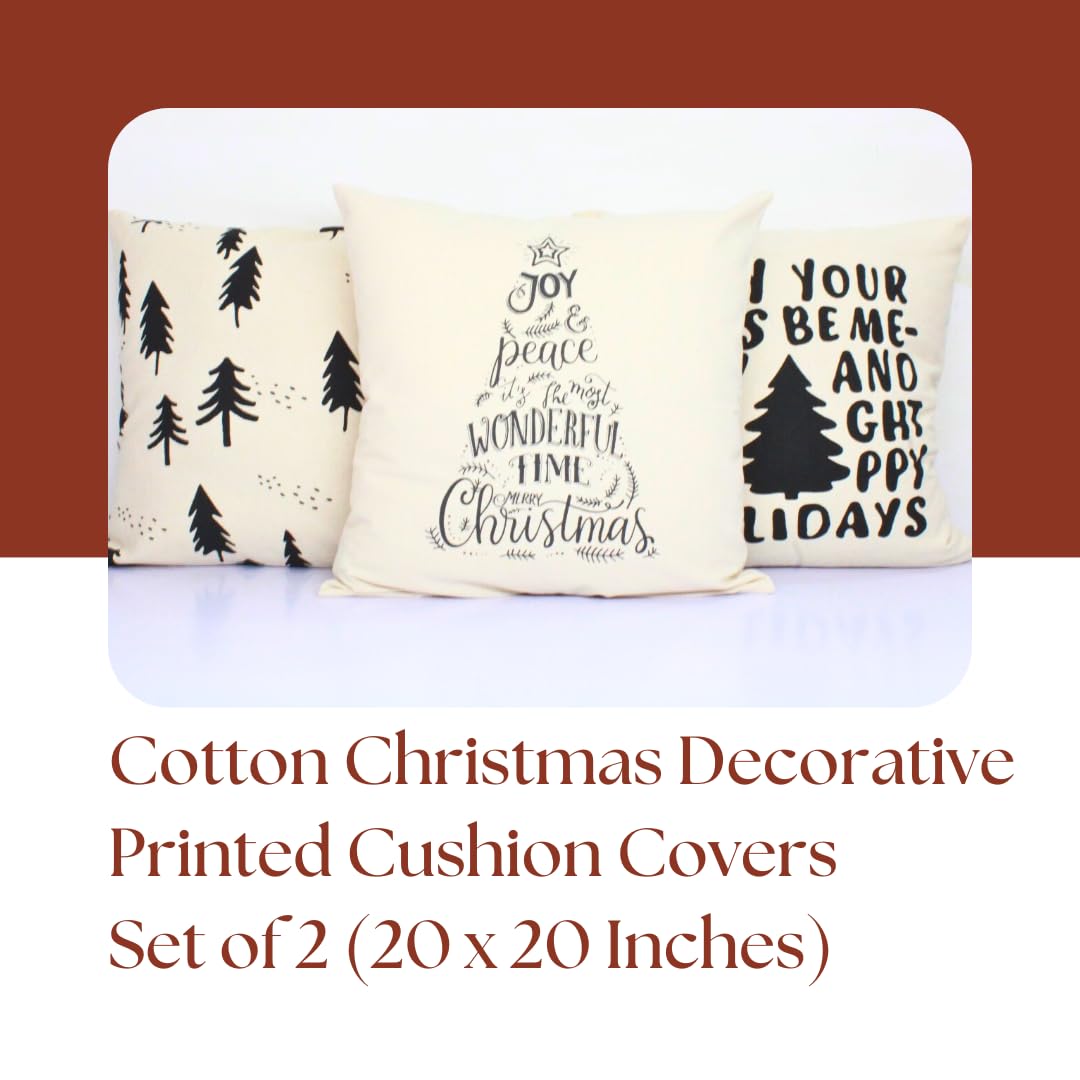 JOY
&
peace
it's the most
WONDERFUL
TIME
MERRY
Christmas
YOUR
BE ME-
AND
GHT
PPY
LIDAYS
Cotton Christmas Decorative
Printed Cushion Covers
Set of 2 (20 x 20 Inches)